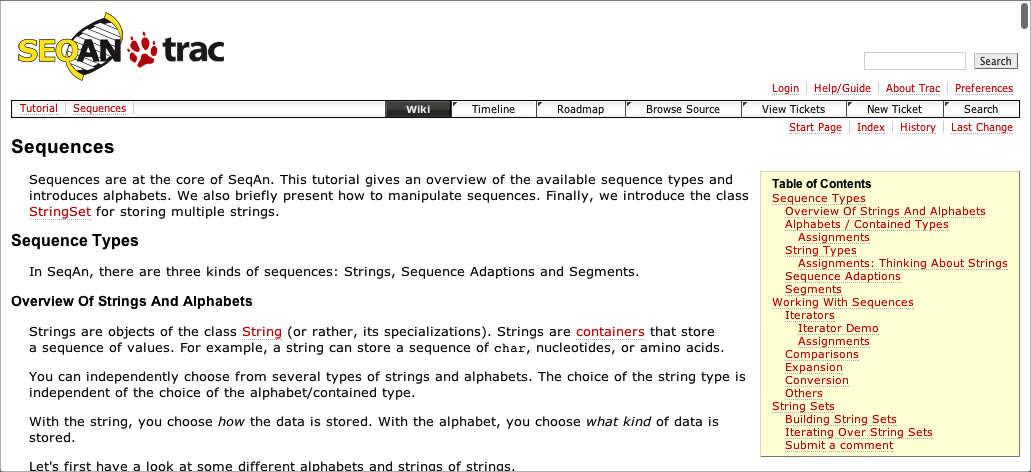 SEQAN trac
Search
Login Help/Guide About Trac Preferences
Tutorial Sequences Wiki Timeline Roadmap Browse Source View Tickets New Ticket Search
Start Page Index History Last Change
Sequences
Sequences are at the core of SeqAn. This tutorial gives an overview of the available sequence types and
introduces alphabets. We also briefly present how to manipulate sequences. Finally, we introduce the class
StringSet for storing multiple strings.
Sequence Types
In SeqAn, there are three kinds of sequences: Strings, Sequence Adaptions and Segments.
Overview Of Strings And Alphabets
Strings are objects of the class String (or rather, its specializations). Strings are containers that store
a sequence of values. For example, a string can store a sequence of char, nucleotides, or amino acids.
You can independently choose from several types of strings and alphabets. The choice of the string type is
independent of the choice of the alphabet/contained type.
With the string, you choose how the data is stored. With the alphabet, you choose what kind of data is
stored.
Let's first have a look at some different alphabets and strings of strings.
Table of Contents
Sequence Types
Overview Of Strings And Alphabets
Alphabets / Contained Types
Assignments
String Types
Assignments: Thinking About Strings
Sequence Adaptions
Segments
Working With Sequences
Iterators
Iterator Demo
Assignments
Comparisons
Expansion
Conversion
Others
String Sets
Building String Sets
Iterating Over String Sets
Submit a comment